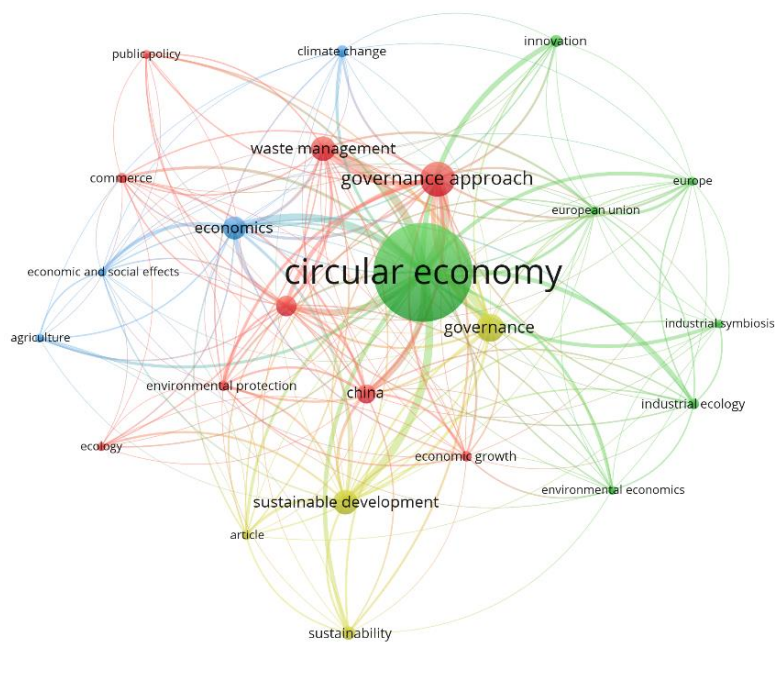 innovation
climate change
public policy
waste management
governance approach
commerce
europe
european union
economics
circular economy
economic and social effects
industrial symbiosis
governance
agriculture
environmental protection
china
industrial ecology
ecology
economic growth
environmental economics
sustainable development
article
sustainability